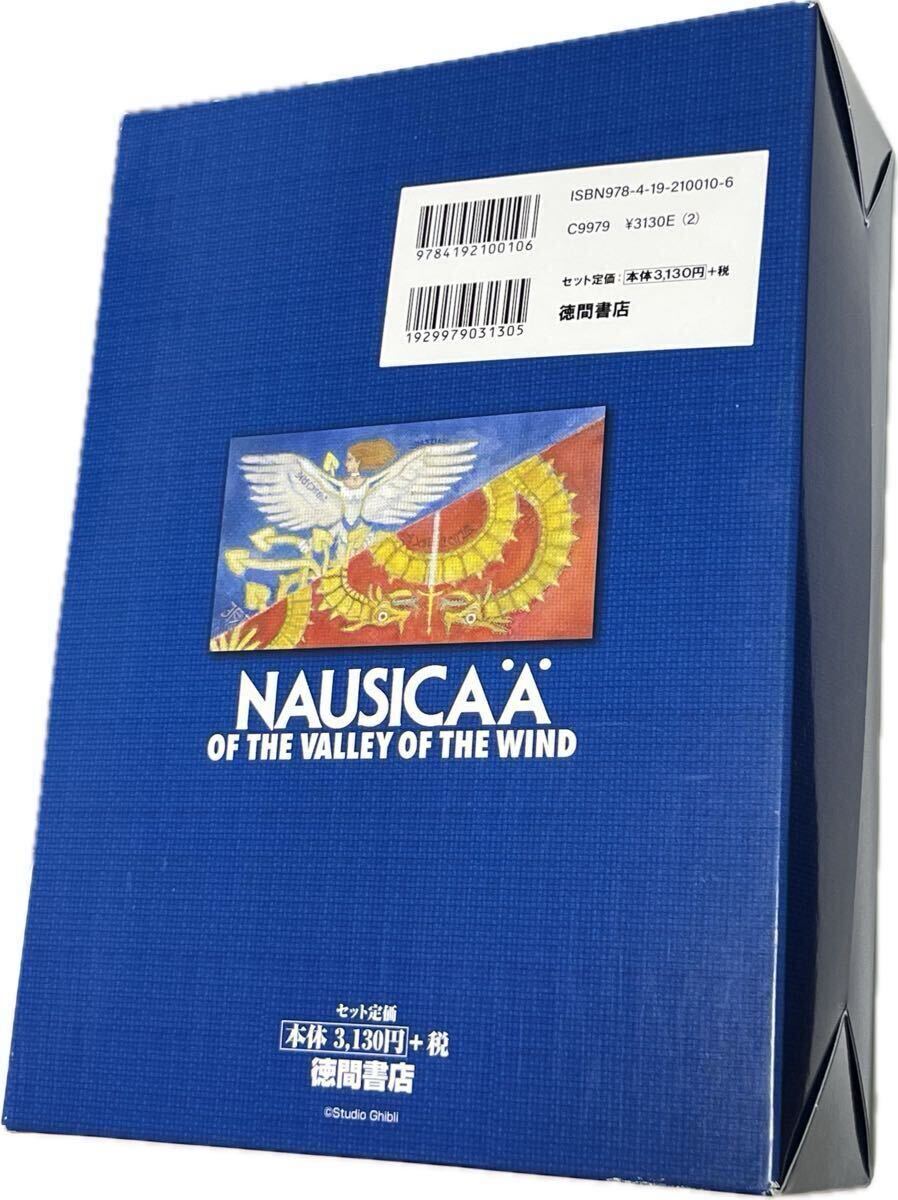 ISBN978-4-19-210010-6
9784192100106
C9979 ¥3130E (2)
セット定価:本体3,130円+税
1929979031305
徳間書店
NAUSICAÄ
OF THE VALLEY OF THE WIND
セット定価
本体 3,130円+税
徳間書店
©Studio Ghibli